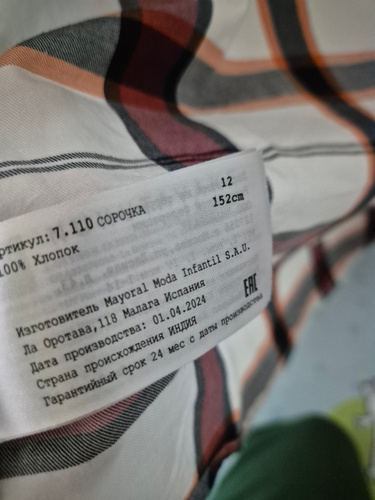 12
152cm
ртикул: 7.110 СОРОЧКА
100% Хлопок
Изготовитель Mayoral Moda Infantil S.A.U.
Ла Оротава,118 Малага Испания
Дата производства: 01.04.2024
Страна происхождения ИНДИЯ
Гарантийный срок 24 мес с даты производства
EAC